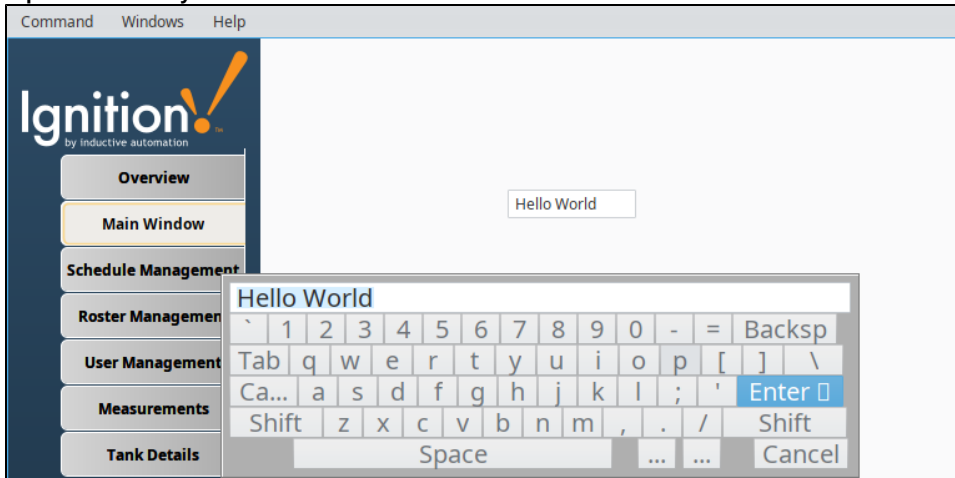 Command Windows Help
Ignition!
by inductive automation
Overview
Main Window
Hello World
Schedule Management
Roster Managemen
User Management
Measurements
Tank Details
Hello World
` 1 2 3 4 5 6 7 8 9 0 - = Backsp
Tab q w e r t y u i o p [ ] \
Ca... a s d f g h j k l ; ' Enter
Shift z x c v b n m , . / Shift
Space ... ... Cancel